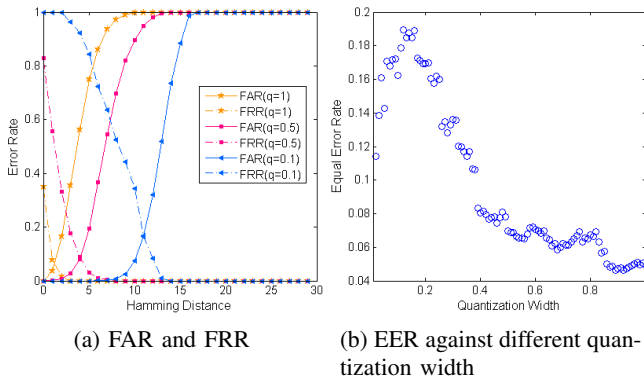 1
0.8
0.6
0.4
0.2
0
Error Rate
0 5 10 15 20 25 30
Hamming Distance
FAR(q=1)
FRR(q=1)
FAR(q=0.5)
FRR(q=0.5)
FAR(q=0.1)
FRR(q=0.1)
(a) FAR and FRR
0.2
0.18
0.16
0.14
0.12
0.1
0.08
0.06
0.04
Equal Error Rate
0.2 0.4 0.6 0.8
Quantization Width
(b) EER against different quan-
tization width